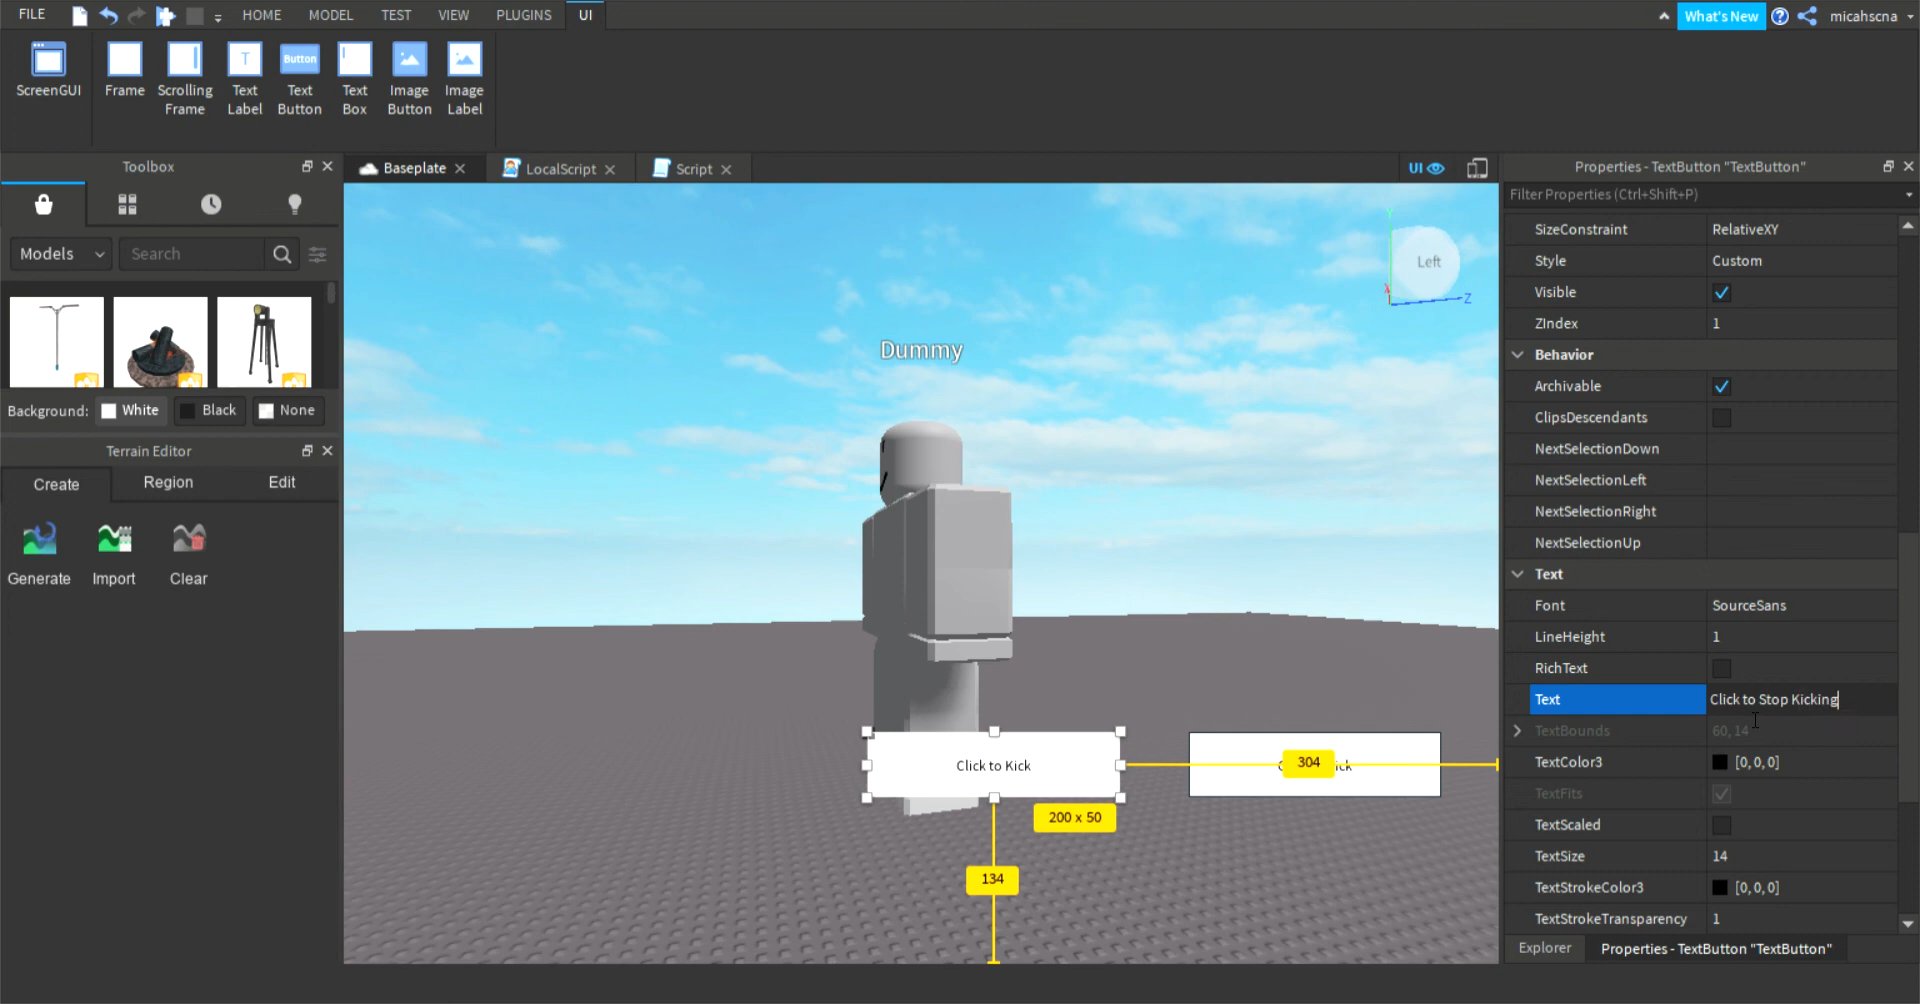 FILE
HOME
MODEL
TEST
VIEW
PLUGINS
UI
What's New
micahscna
ScreenGUI
Frame
Scrolling
Frame
T
Text
Label
Button
Text
Button
Text
Box
Image
Button
Image
Label
Toolbox
Models
Search
Background:
White
Black
None
Terrain Editor
Create
Region
Edit
Generate
Import
Clear
Baseplate
LocalScript
Script
UI
Y
X
Z
Left
Dummy
Click to Kick
304
200 x 50
134
Properties - TextButton "TextButton"
Filter Properties (Ctrl+Shift+P)
SizeConstraint RelativeXY
Style Custom
Visible
ZIndex 1
Behavior
Archivable
ClipsDescendants
NextSelectionDown
NextSelectionLeft
NextSelectionRight
NextSelectionUp
Text
Font SourceSans
LineHeight 1
RichText
Text Click to Stop Kicking
TextBounds 60, 14
TextColor3 [0, 0, 0]
TextFits
TextScaled
TextSize 14
TextStrokeColor3 [0, 0, 0]
TextStrokeTransparency 1
Explorer
Properties - TextButton "TextButton"